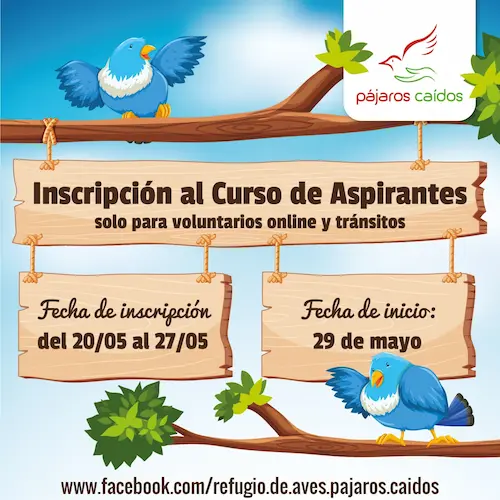 pájaros caídos
Inscripción al Curso de Aspirantes
solo para voluntarios online y tránsitos
Fecha de inscripción
del 20/05 al 27/05
Fecha de inicio:
29 de mayo
www.facebook.com/refugio.de.aves.pajaros.caidos